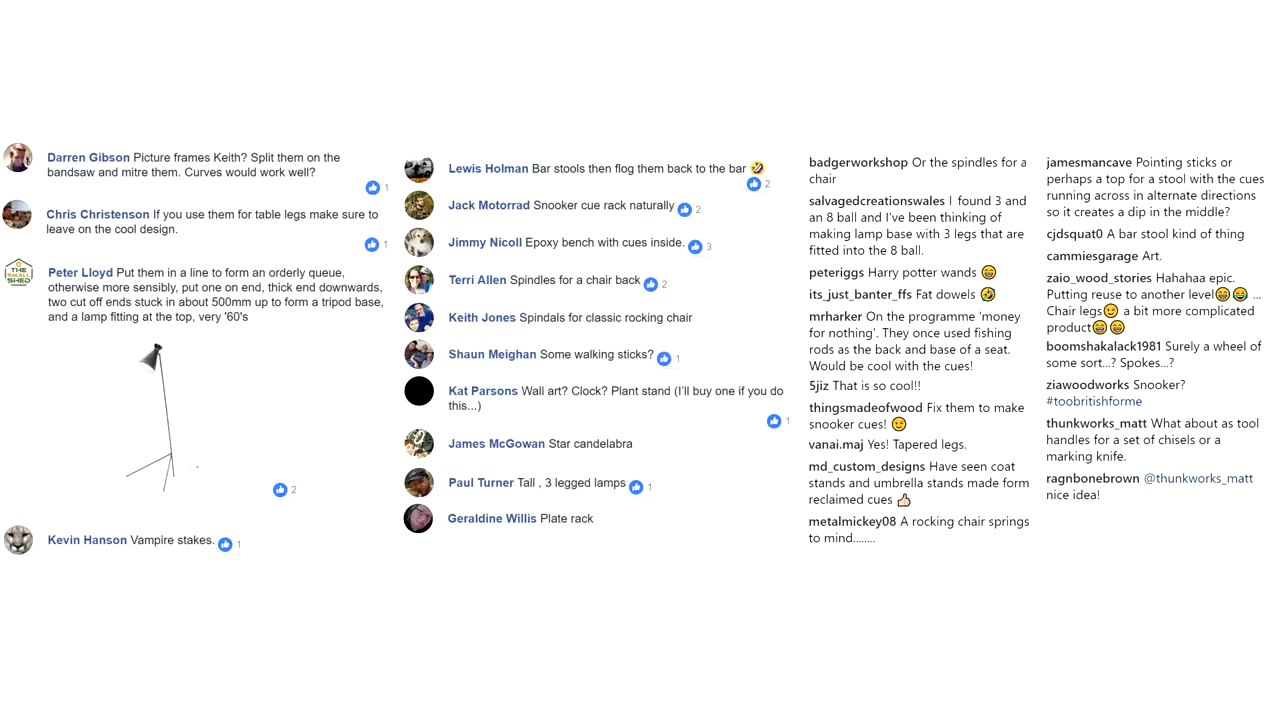 Darren Gibson Picture frames Keith? Split them on the
bandsaw and mitre them. Curves would work well?
1
Chris Christenson If you use them for table legs make sure to
leave on the cool design.
1
THE
SMALL
SHED
Peter Lloyd Put them in a line to form an orderly queue,
otherwise more sensibly, put one on end, thick end downwards,
two cut off ends stuck in about 500mm up to form a tripod base,
and a lamp fitting at the top, very '60's
2
Kevin Hanson Vampire stakes. 1
Lewis Holman Bar stools then flog them back to the bar 🤣
2
Jack Motorrad Snooker cue rack naturally 2
Jimmy Nicoll Epoxy bench with cues inside. 3
Terri Allen Spindles for a chair back 2
Keith Jones Spindals for classic rocking chair
Shaun Meighan Some walking sticks? 1
Kat Parsons Wall art? Clock? Plant stand (I'll buy one if you do
this...)
1
James McGowan Star candelabra
Paul Turner Tall , 3 legged lamps 1
Geraldine Willis Plate rack
badgerworkshop Or the spindles for a
chair
salvagedcreationswales I found 3 and
an 8 ball and I've been thinking of
making lamp base with 3 legs that are
fitted into the 8 ball.
peteriggs Harry potter wands 😁
its_just_banter_ffs Fat dowels 🤣
mrharker On the programme 'money
for nothing'. They once used fishing
rods as the back and base of a seat.
Would be cool with the cues!
5jiz That is so cool!!
thingsmadeofwood Fix them to make
snooker cues! 😉
vanai.maj Yes! Tapered legs.
md_custom_designs Have seen coat
stands and umbrella stands made form
reclaimed cues 👍🏻
metalmickey08 A rocking chair springs
to mind........
jamesmancave Pointing sticks or
perhaps a top for a stool with the cues
running across in alternate directions
so it creates a dip in the middle?
cjdsquat0 A bar stool kind of thing
cammiesgarage Art.
zaio_wood_stories Hahahaa epic.
Putting reuse to another level😁😂 ...
Chair legs😉 a bit more complicated
product😁😁
boomshakalack1981 Surely a wheel of
some sort...? Spokes...?
ziawoodworks Snooker?
#toobritishforme
thunkworks_matt What about as tool
handles for a set of chisels or a
marking knife.
ragnbonebrown @thunkworks_matt
nice idea!